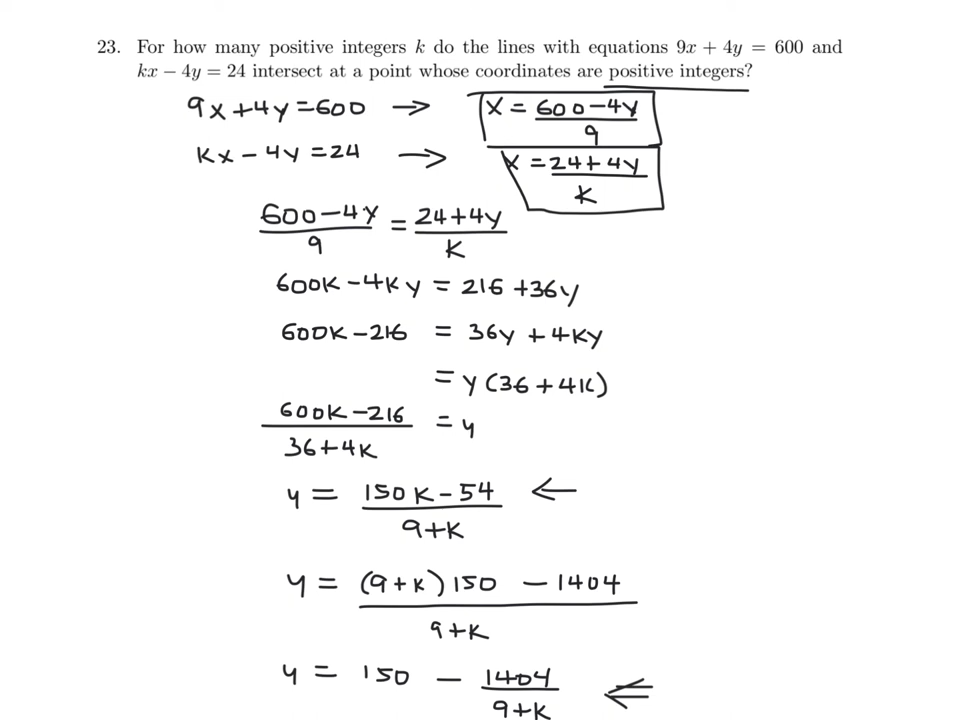 23. For how many positive integers k do the lines with equations 9x + 4y = 600 and
kx − 4y = 24 intersect at a point whose coordinates are positive integers?
9x+4y=600 → x = (600−4y)/9
kx−4y=24 → x = (24+4y)/k
(600−4y)/9 = (24+4y)/k
600k−4ky = 216+36y
600k−216 = 36y+4ky
= y(36+4k)
(600k−216)/(36+4k) = y
y = (150k−54)/(9+k) ←
y = ((9+k)150 − 1404)/(9+k)
y = 150 − 1404/(9+k) ⇐